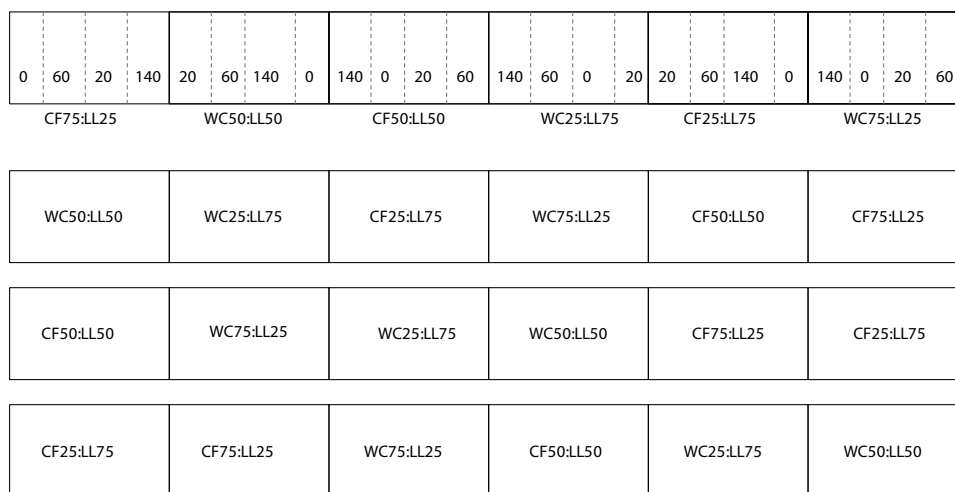 0 60 20 140 20 60 140 0 140 0 20 60 140 60 0 20 20 60 140 0 140 0 20 60
CF75:LL25 WC50:LL50 CF50:LL50 WC25:LL75 CF25:LL75 WC75:LL25
WC50:LL50 WC25:LL75 CF25:LL75 WC75:LL25 CF50:LL50 CF75:LL25
CF50:LL50 WC75:LL25 WC25:LL75 WC50:LL50 CF75:LL25 CF25:LL75
CF25:LL75 CF75:LL25 WC75:LL25 CF50:LL50 WC25:LL75 WC50:LL50